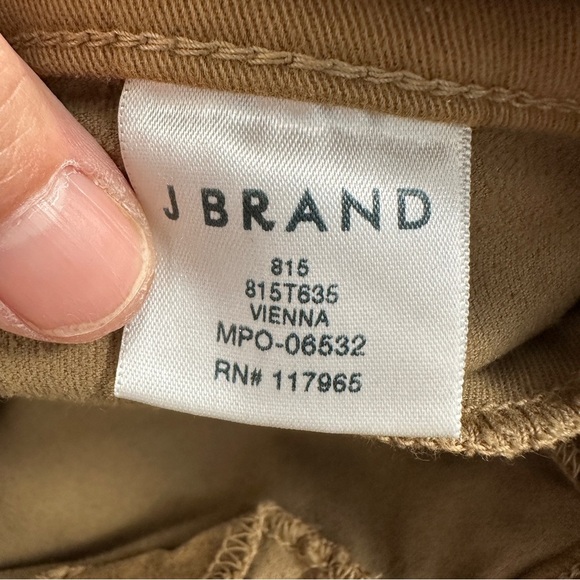 J BRAND
815
815T635
VIENNA
MPO-06532
RN# 117965